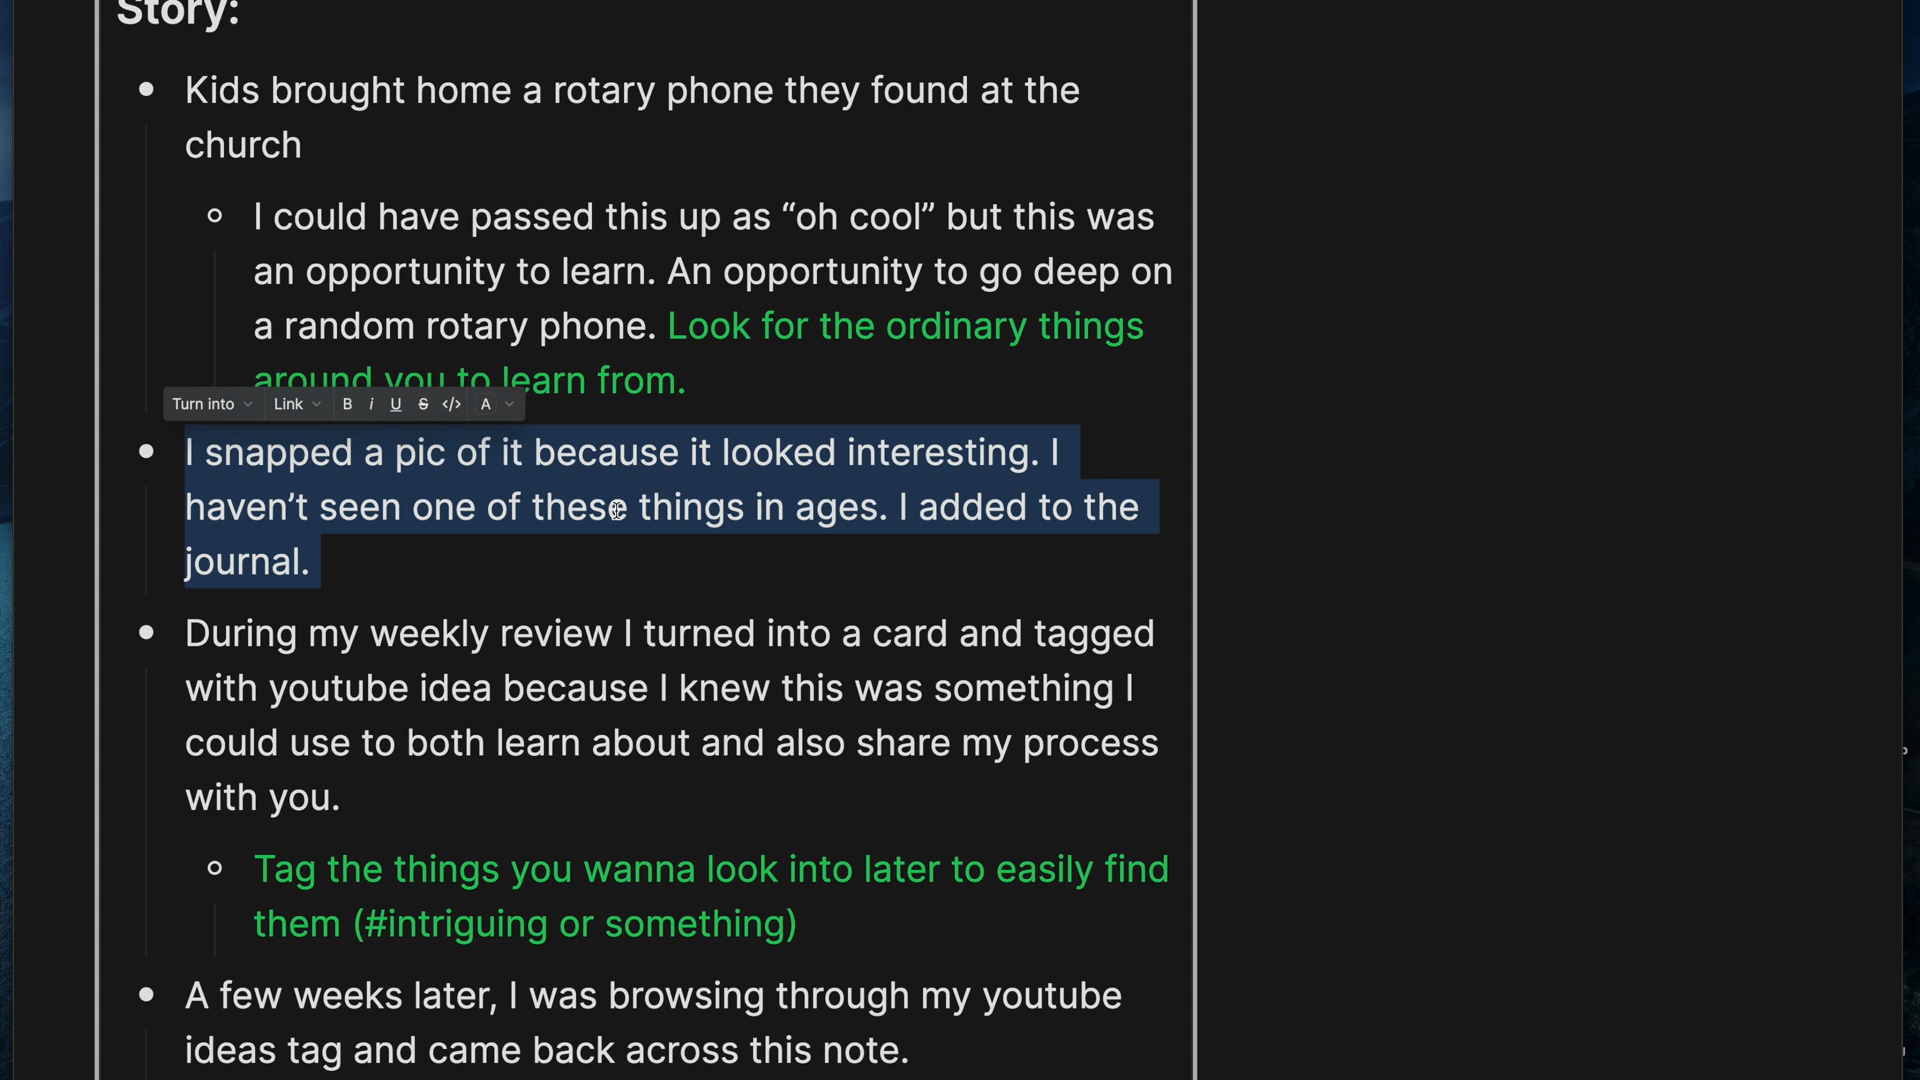 Story:
Kids brought home a rotary phone they found at the
church
I could have passed this up as “oh cool” but this was
an opportunity to learn. An opportunity to go deep on
a random rotary phone. Look for the ordinary things
around you to learn from.
Turn into Link B i U S </> A
I snapped a pic of it because it looked interesting. I
haven’t seen one of these things in ages. I added to the
journal.
During my weekly review I turned into a card and tagged
with youtube idea because I knew this was something I
could use to both learn about and also share my process
with you.
Tag the things you wanna look into later to easily find
them (#intriguing or something)
A few weeks later, I was browsing through my youtube
ideas tag and came back across this note.